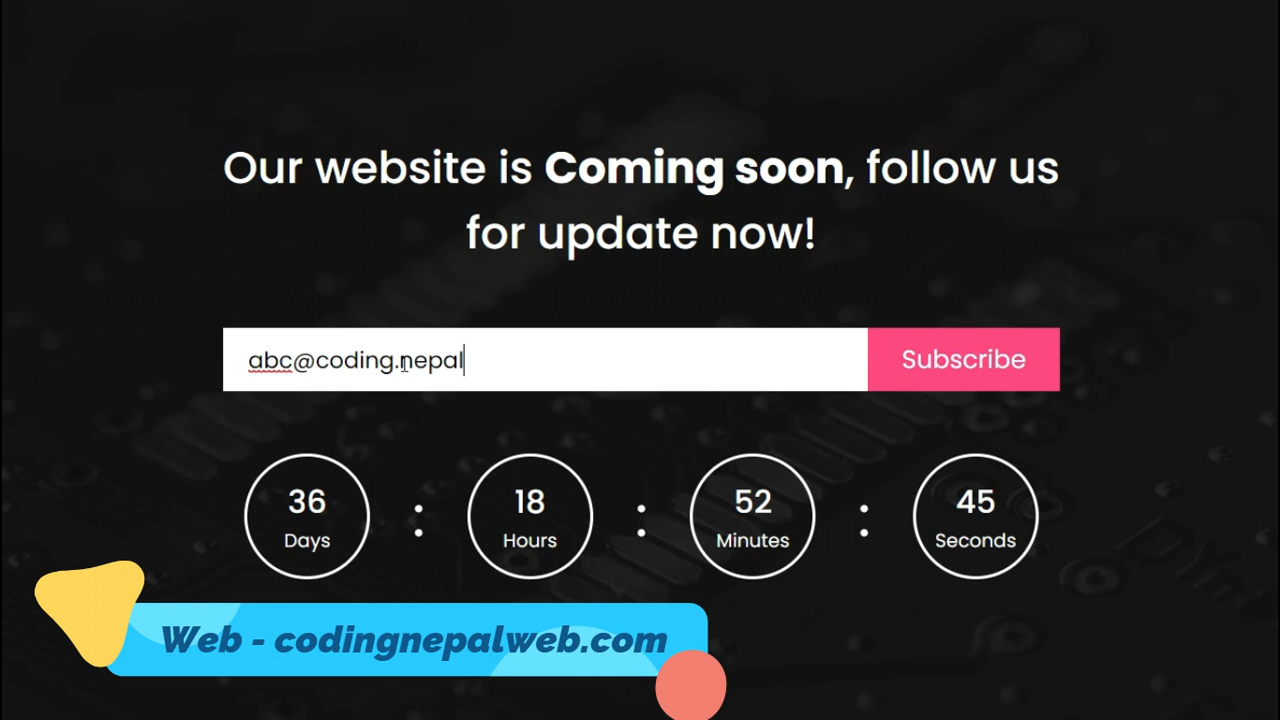 Our website is Coming soon, follow us
for update now!
abc@coding.nepal
Subscribe
36 : 18 : 52 : 45
Days Hours Minutes Seconds
Web - codingnepalweb.com